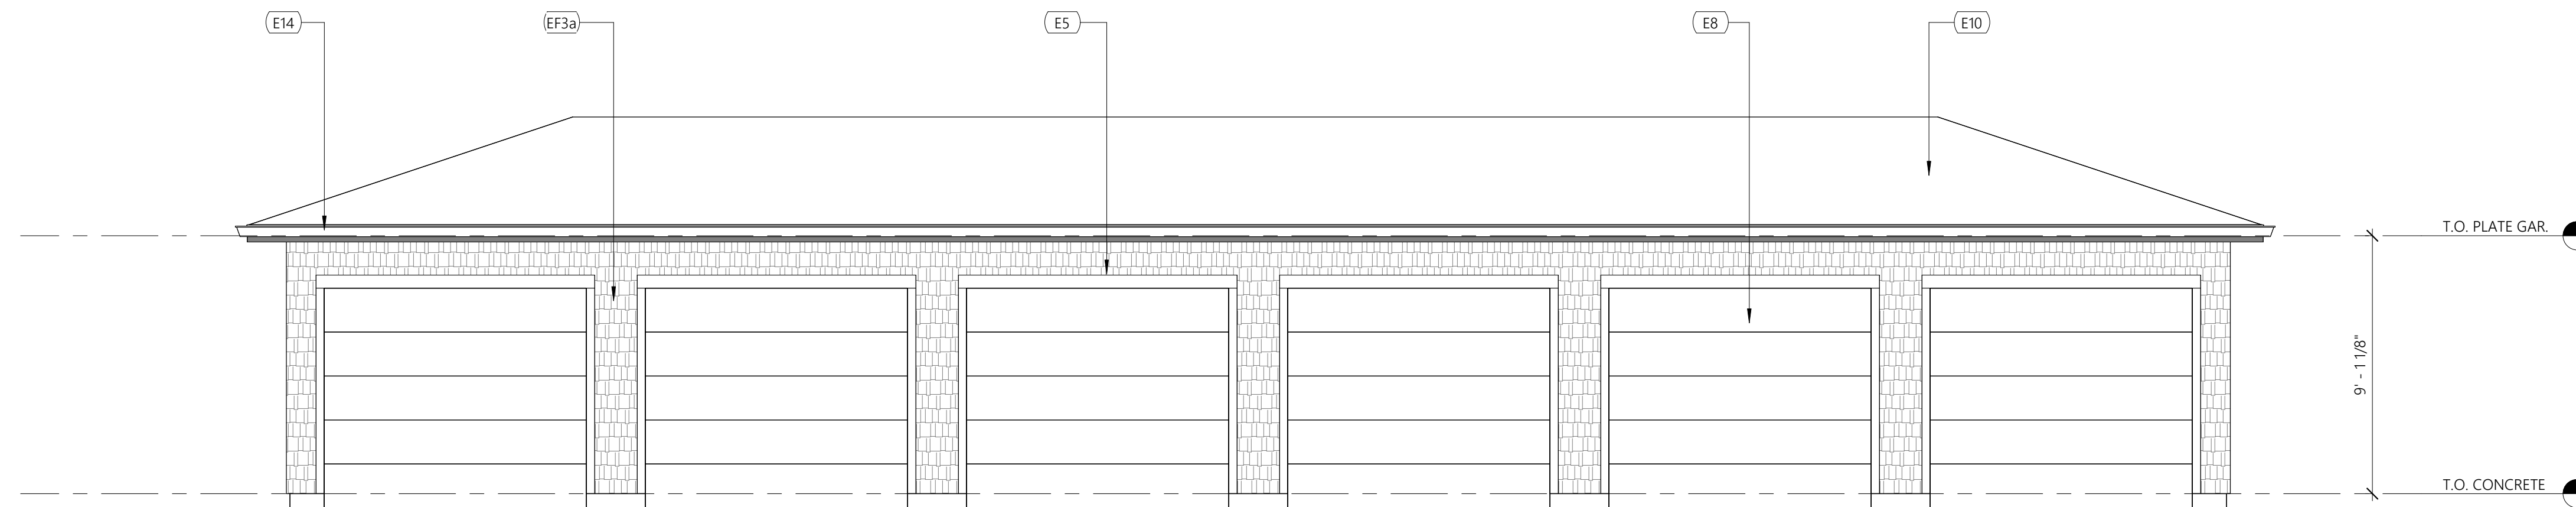 E14
EF3a
E5
E8
E10
T.O. PLATE GAR.
9' - 1 1/8"
T.O. CONCRETE